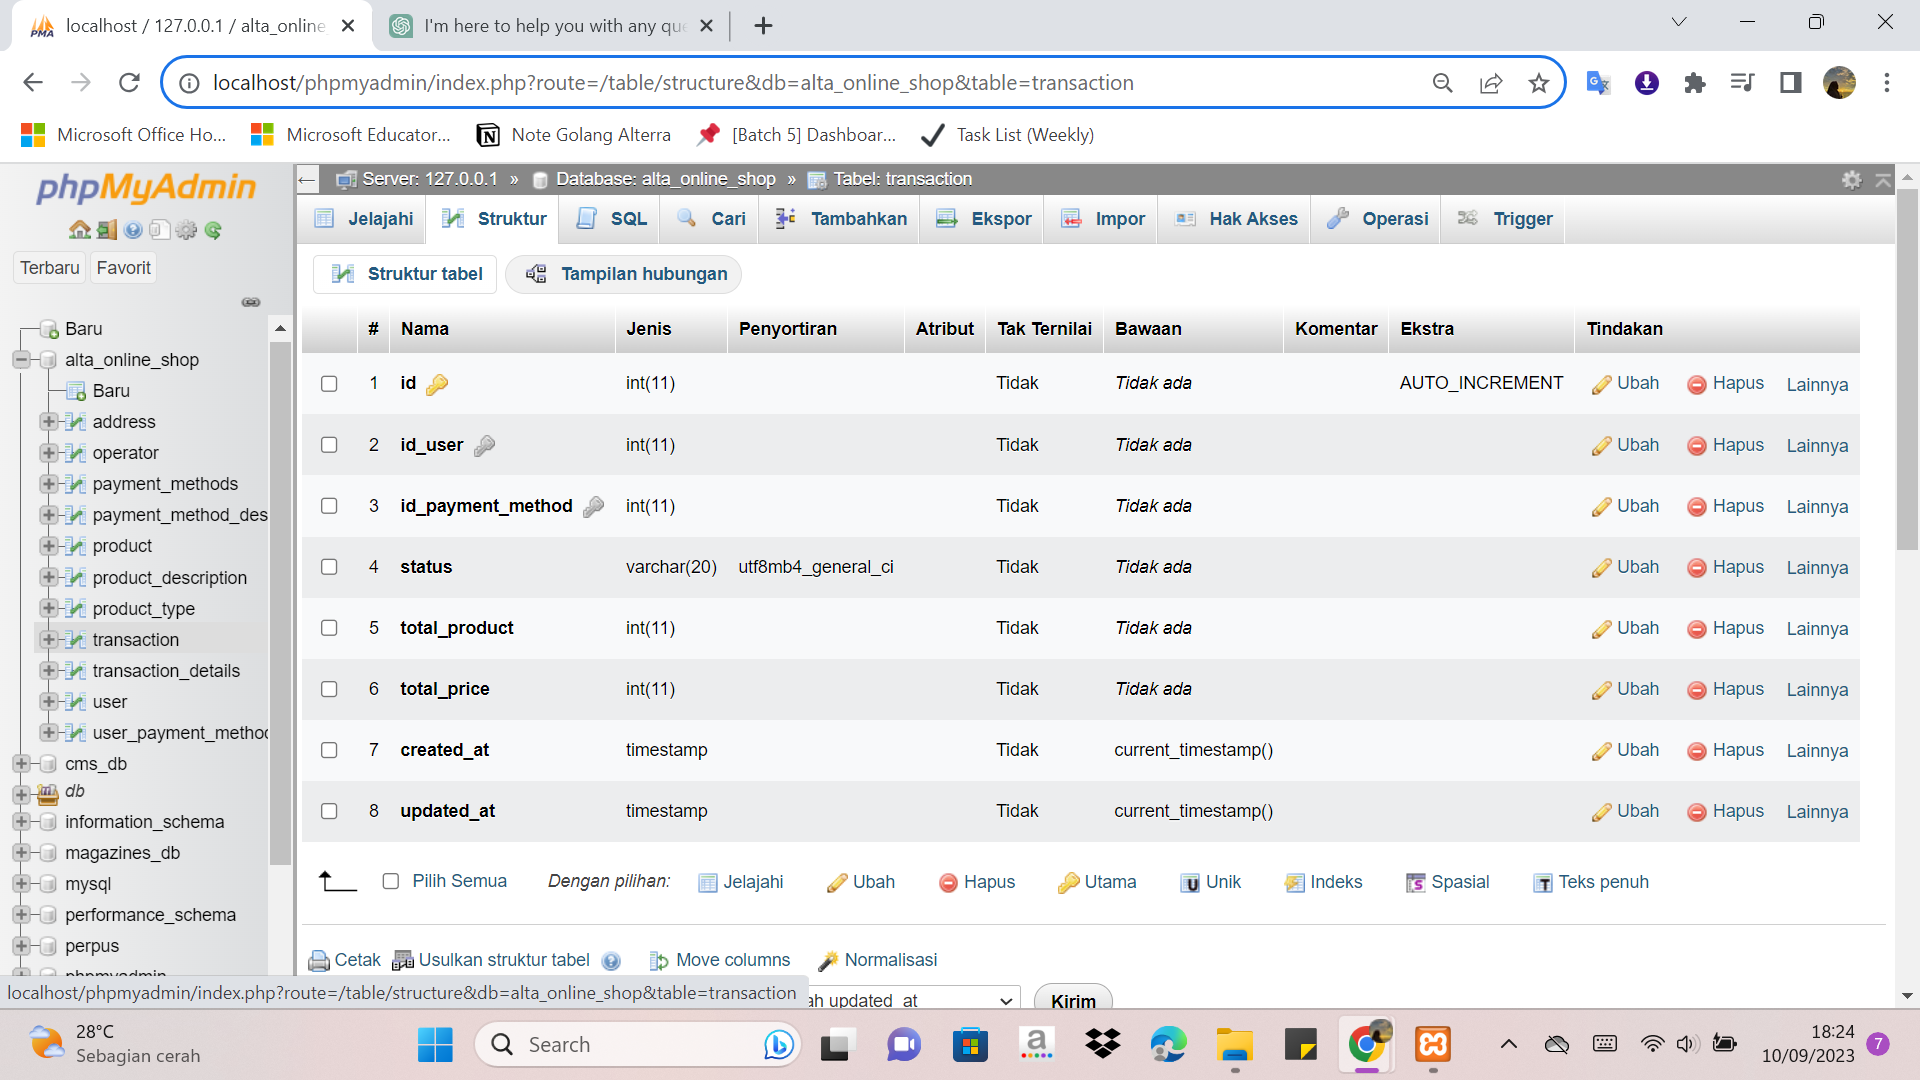 localhost / 127.0.0.1 / alta_online
I'm here to help you with any que
localhost/phpmyadmin/index.php?route=/table/structure&db=alta_online_shop&table=transaction
Microsoft Office Ho...
Microsoft Educator...
Note Golang Alterra
[Batch 5] Dashboar...
Task List (Weekly)
phpMyAdmin
Terbaru Favorit
Baru
alta_online_shop
Baru
address
operator
payment_methods
payment_method_des
product
product_description
product_type
transaction
transaction_details
user
user_payment_method
cms_db
db
information_schema
magazines_db
mysql
performance_schema
perpus
phpmyadmin
Server: 127.0.0.1 » Database: alta_online_shop » Tabel: transaction
Jelajahi Struktur SQL Cari Tambahkan Ekspor Impor Hak Akses Operasi Trigger
Struktur tabel Tampilan hubungan
# Nama Jenis Penyortiran Atribut Tak Ternilai Bawaan Komentar Ekstra Tindakan
1 id int(11) Tidak Tidak ada AUTO_INCREMENT Ubah Hapus Lainnya
2 id_user int(11) Tidak Tidak ada Ubah Hapus Lainnya
3 id_payment_method int(11) Tidak Tidak ada Ubah Hapus Lainnya
4 status varchar(20) utf8mb4_general_ci Tidak Tidak ada Ubah Hapus Lainnya
5 total_product int(11) Tidak Tidak ada Ubah Hapus Lainnya
6 total_price int(11) Tidak Tidak ada Ubah Hapus Lainnya
7 created_at timestamp Tidak current_timestamp() Ubah Hapus Lainnya
8 updated_at timestamp Tidak current_timestamp() Ubah Hapus Lainnya
Pilih Semua Dengan pilihan: Jelajahi Ubah Hapus Utama Unik Indeks Spasial Teks penuh
Cetak Usulkan struktur tabel Move columns Normalisasi
ah updated_at Kirim
localhost/phpmyadmin/index.php?route=/table/structure&db=alta_online_shop&table=transaction
28°C
Sebagian cerah
Search
18:24
10/09/2023
7